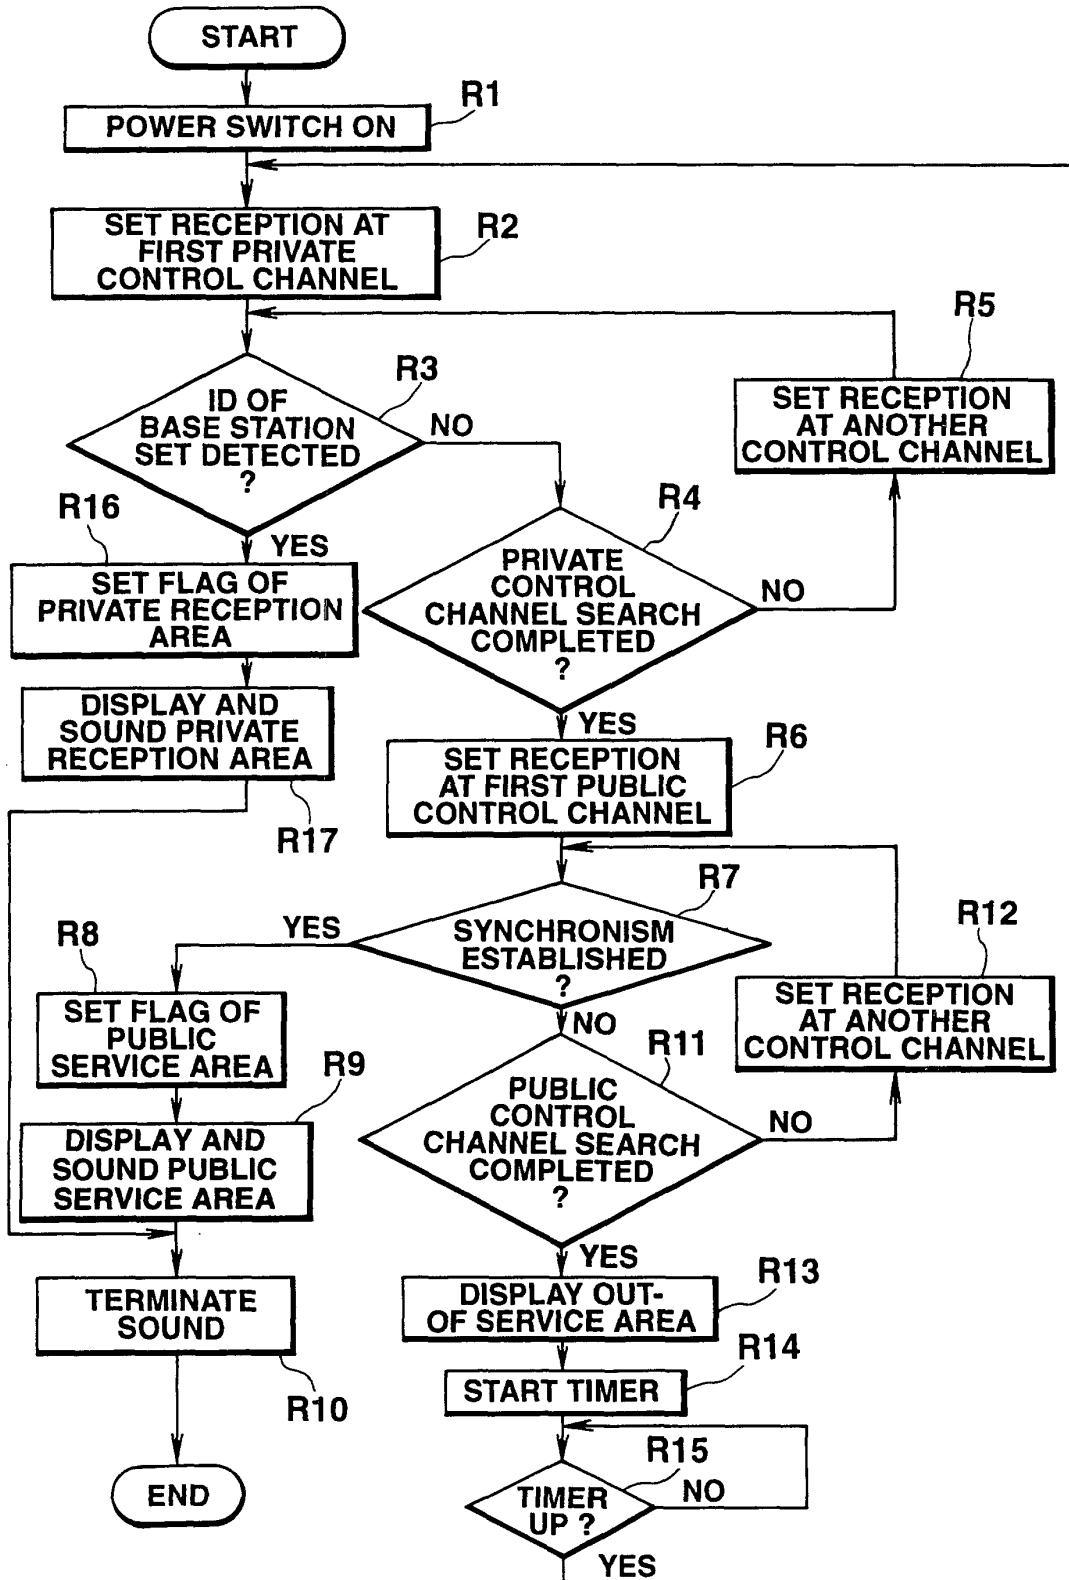 START
R1
POWER SWITCH ON
SET RECEPTION AT
FIRST PRIVATE
CONTROL CHANNEL
R2
R5
SET RECEPTION
AT ANOTHER
CONTROL CHANNEL
R3
ID OF
BASE STATION
SET DETECTED
?
NO
R16
YES
SET FLAG OF
PRIVATE RECEPTION
AREA
R4
PRIVATE
CONTROL
CHANNEL SEARCH
COMPLETED
?
NO
DISPLAY AND
SOUND PRIVATE
RECEPTION AREA
R17
YES
R6
SET RECEPTION
AT FIRST PUBLIC
CONTROL CHANNEL
R7
SYNCHRONISM
ESTABLISHED
?
YES
R8
SET FLAG OF
PUBLIC
SERVICE AREA
R12
SET RECEPTION
AT ANOTHER
CONTROL CHANNEL
NO
R11
R9
PUBLIC
CONTROL
CHANNEL SEARCH
COMPLETED
?
NO
DISPLAY AND
SOUND PUBLIC
SERVICE AREA
YES
R13
DISPLAY OUT-
OF SERVICE AREA
TERMINATE
SOUND
R10
R14
START TIMER
R15
TIMER
UP ?
NO
END
YES